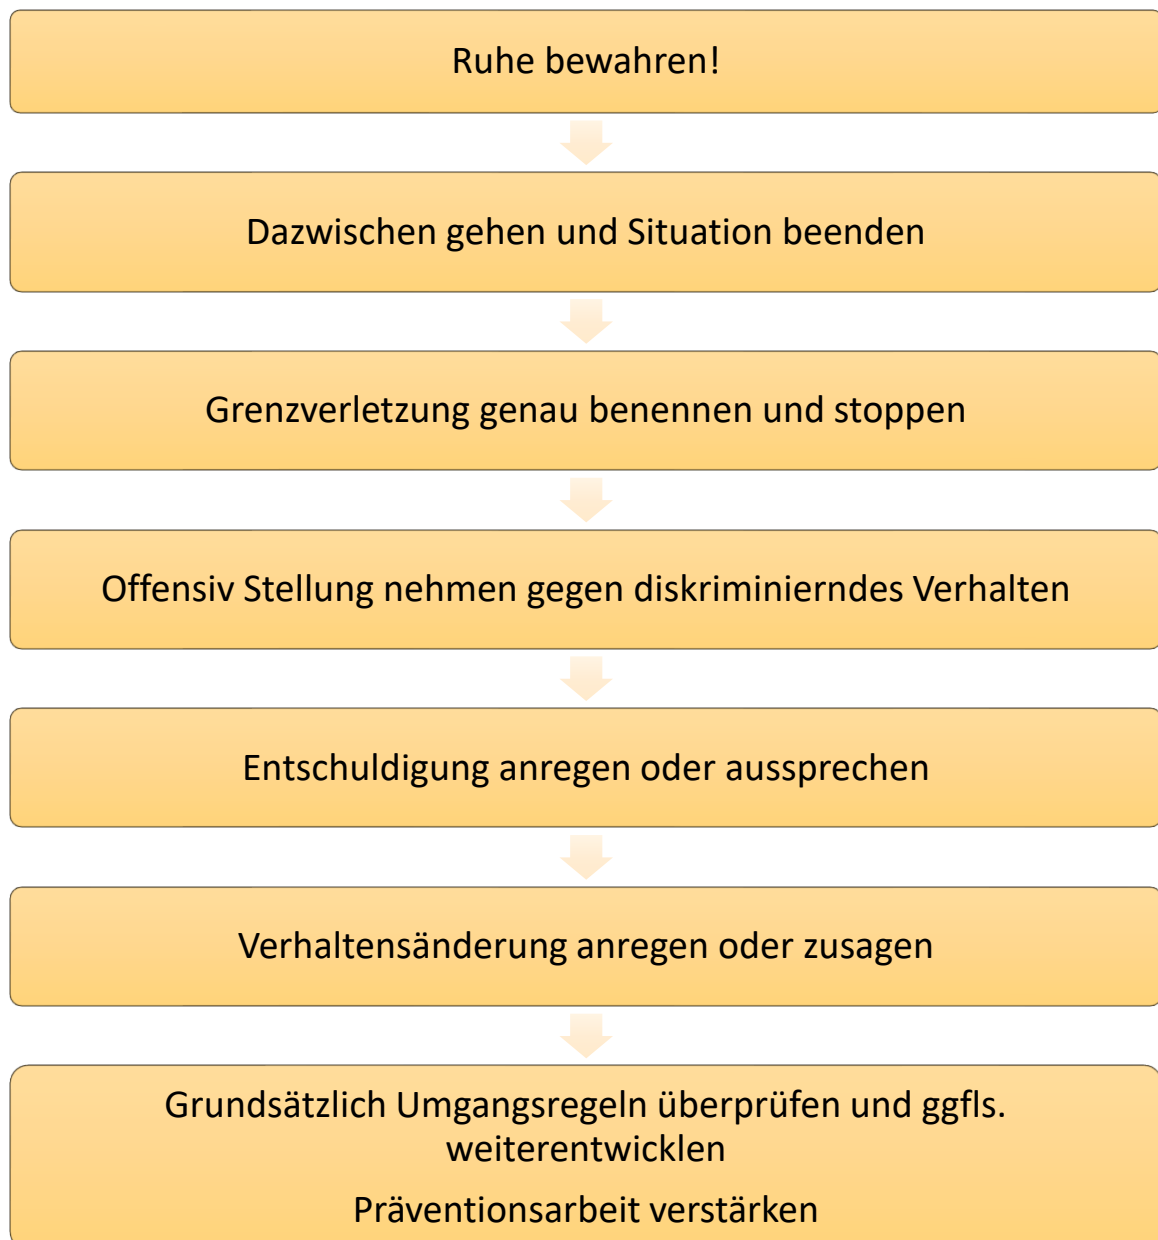 Ruhe bewahren!
Dazwischen gehen und Situation beenden
Grenzverletzung genau benennen und stoppen
Offensiv Stellung nehmen gegen diskriminierndes Verhalten
Entschuldigung anregen oder aussprechen
Verhaltensänderung anregen oder zusagen
Grundsätzlich Umgangsregeln überprüfen und ggfls.
weiterentwicklen
Präventionsarbeit verstärken